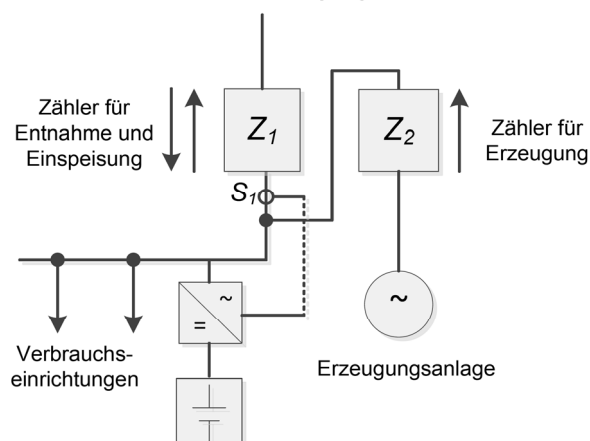 Zähler für
Entnahme und
Einspeisung
Z1
Z2
Zähler für
Erzeugung
S1
~
=
~
Verbrauchs-
einrichtungen
Erzeugungsanlage